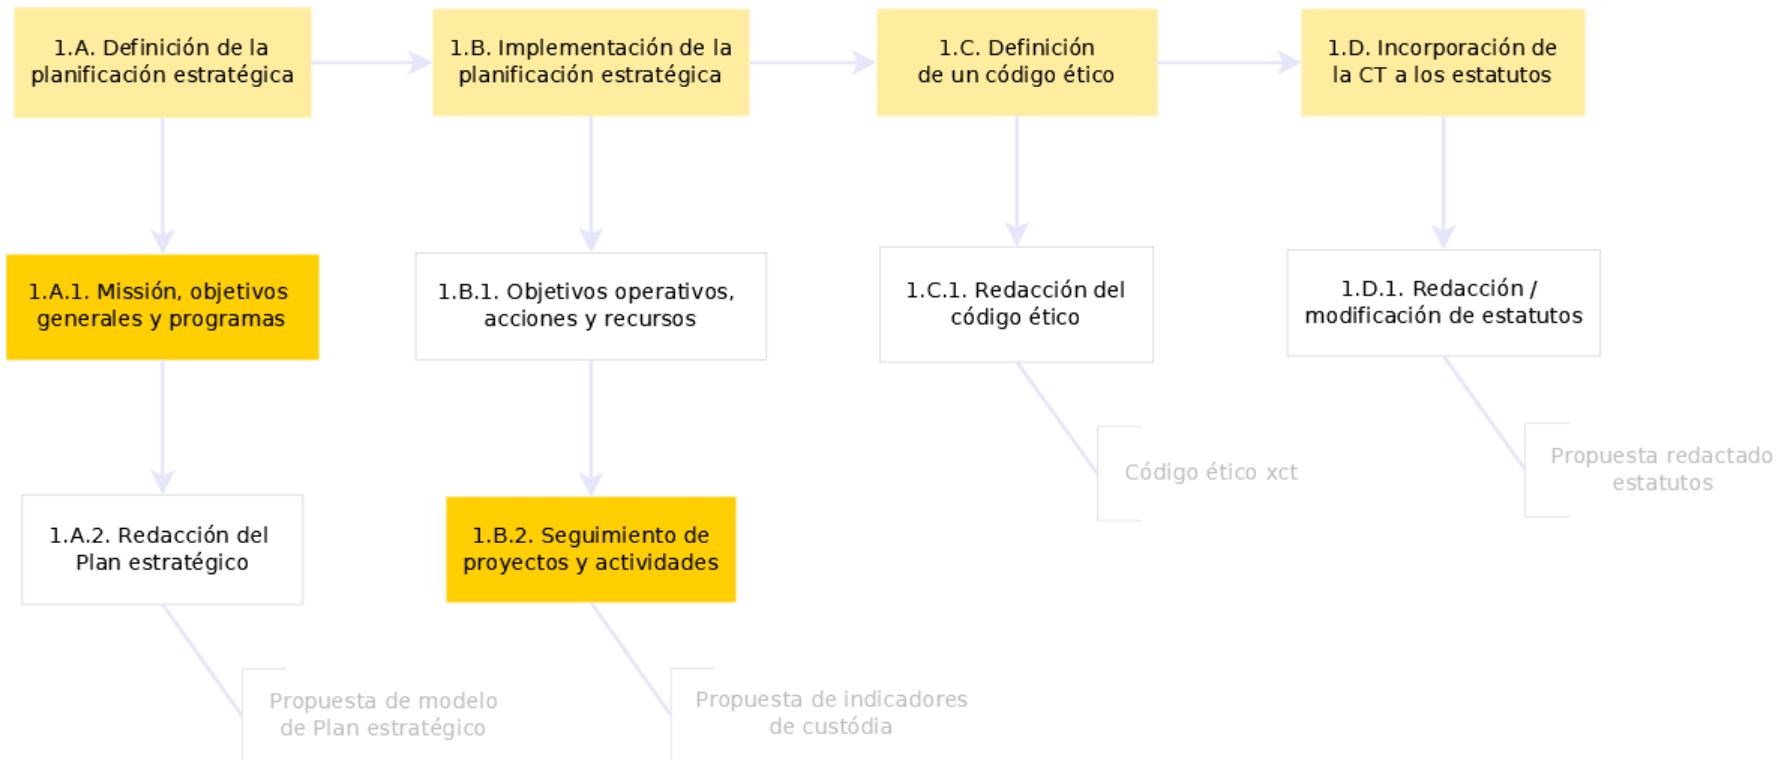 1.A. Definición de la
planificación estratégica
1.B. Implementación de la
planificación estratégica
1.C. Definición
de un código ético
1.D. Incorporación de
la CT a los estatutos
1.A.1. Missión, objetivos
generales y programas
1.B.1. Objetivos operativos,
acciones y recursos
1.C.1. Redacción del
código ético
1.D.1. Redacción /
modificación de estatutos
Código ético xct
Propuesta redactado
estatutos
1.A.2. Redacción del
Plan estratégico
1.B.2. Seguimiento de
proyectos y actividades
Propuesta de modelo
de Plan estratégico
Propuesta de indicadores
de custódia